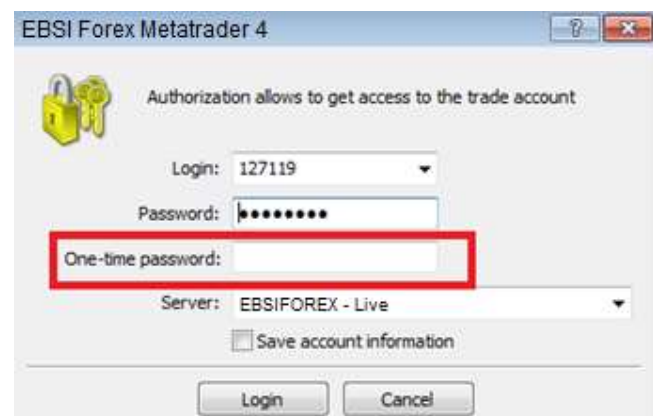 EBSI Forex Metatrader 4
Authorization allows to get access to the trade account
Login: 127119
Password: ••••••••
One-time password:
Server: EBSIFOREX - Live
Save account information
Login Cancel